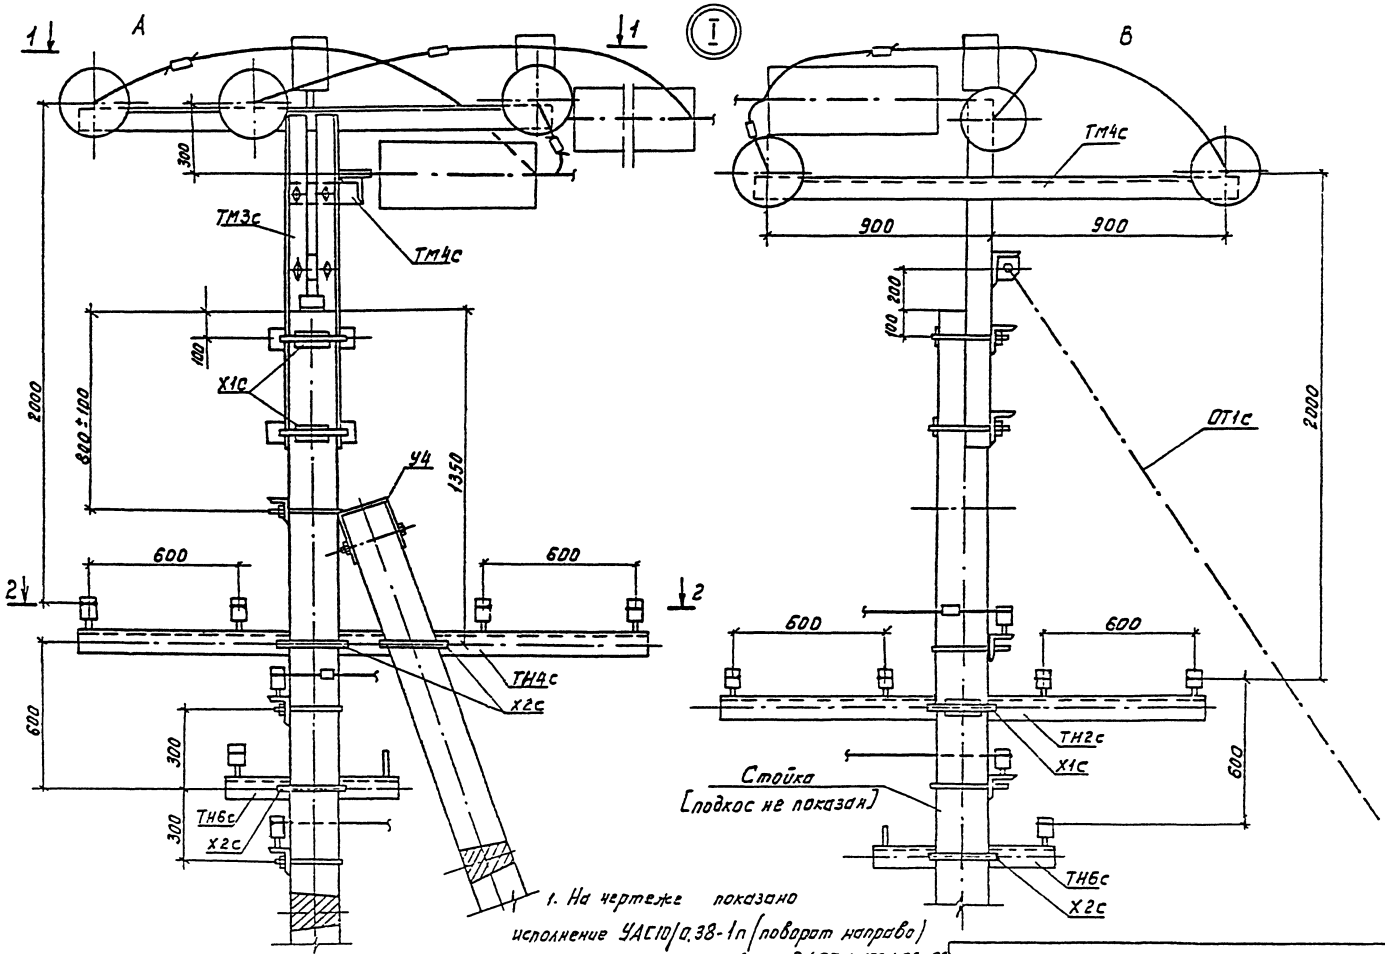 1
А
1
I
В
300
ТМ3с
ТМ4с
100
2000
800±100
Х1с
1350
У4
600
600
2
2
ТН4с
Х2с
600
300
300
ТН6с
Х2с
ТМ4с
900
900
200
100
2000
ОТ1с
600
600
ТН2с
Х1с
600
Стойка
[подкос не показан]
ТН6с
Х2с
1. На чертеже показано
исполнение УАС10/0,38-1п (поворот направо)